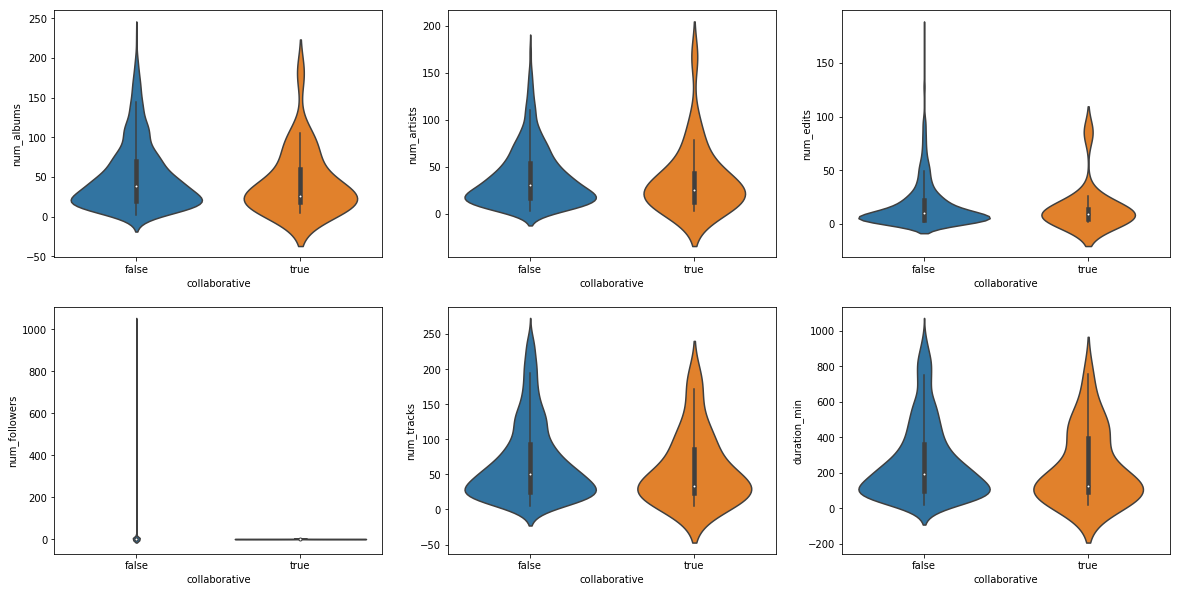 250
200
150
100
50
0
−50
num_albums
false
true
collaborative
200
150
100
50
0
num_artists
false
true
collaborative
150
100
50
0
num_edits
false
true
collaborative
1000
800
600
400
200
0
num_followers
false
true
collaborative
250
200
150
100
50
0
−50
num_tracks
false
true
collaborative
1000
800
600
400
200
0
−200
duration_min
false
true
collaborative